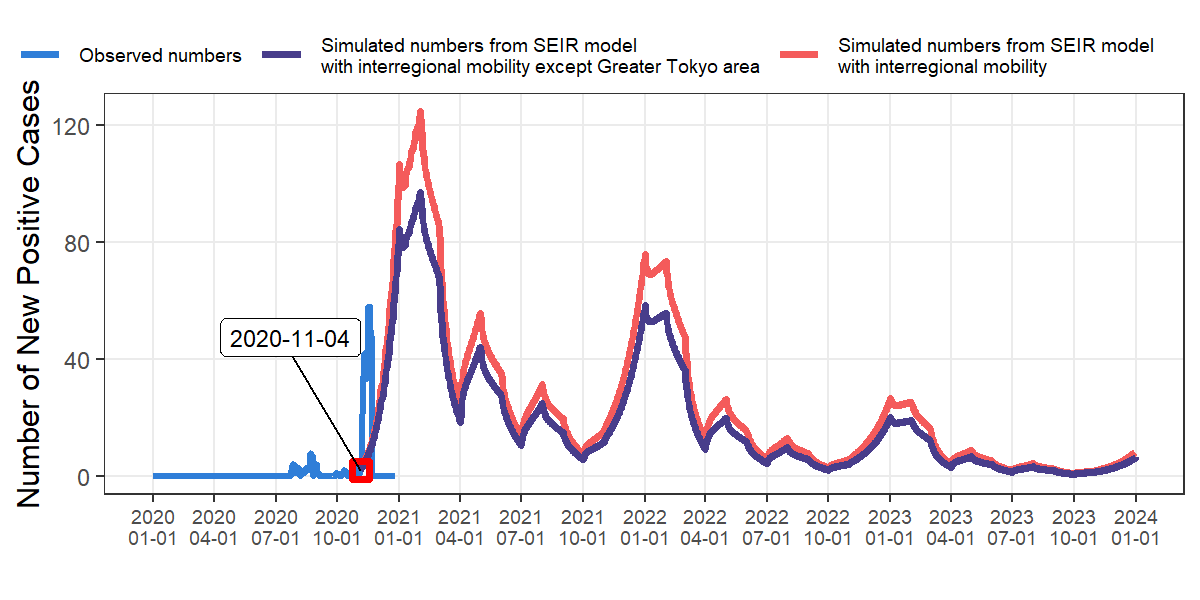 Observed numbers
Simulated numbers from SEIR model
with interregional mobility except Greater Tokyo area
Simulated numbers from SEIR model
with interregional mobility
Number of New Positive Cases
120
80
40
0
2020-11-04
2020 2020 2020 2020 2021 2021 2021 2021 2022 2022 2022 2022 2023 2023 2023 2023 2024
01-01 04-01 07-01 10-01 01-01 04-01 07-01 10-01 01-01 04-01 07-01 10-01 01-01 04-01 07-01 10-01 01-01